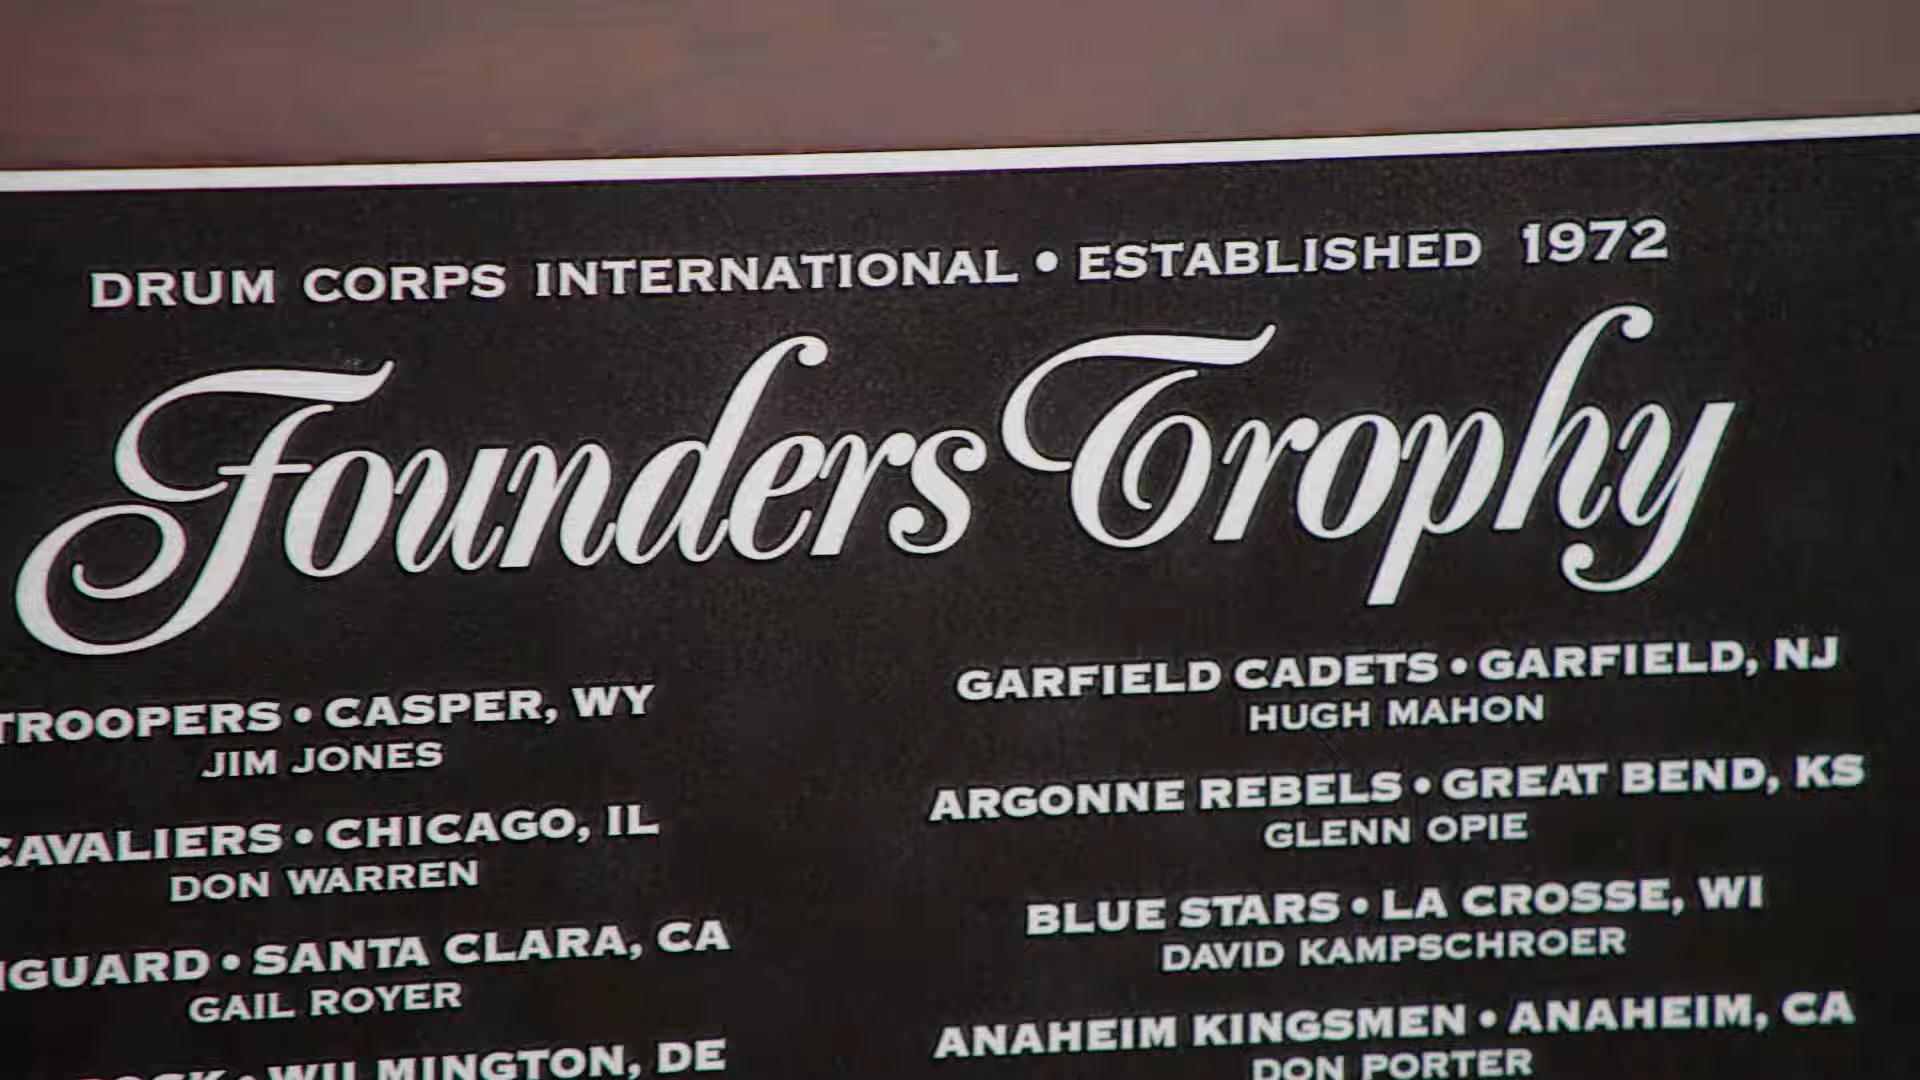 DRUM CORPS INTERNATIONAL • ESTABLISHED 1972
Founders Trophy
TROOPERS • CASPER, WY
JIM JONES
CAVALIERS • CHICAGO, IL
DON WARREN
• SANTA CLARA, CA
GAIL ROYER
• WILMINGTON, DE
GARFIELD CADETS • GARFIELD, NJ
HUGH MAHON
ARGONNE REBELS • GREAT BEND, KS
GLENN OPIE
BLUE STARS • LA CROSSE, WI
DAVID KAMPSCHROER
ANAHEIM KINGSMEN • ANAHEIM, CA
DON PORTER